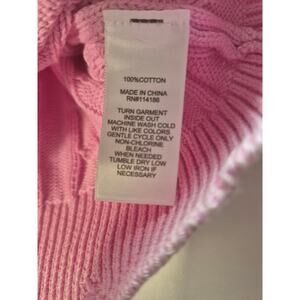 100%COTTON
MADE IN CHINA
RN#114186
TURN GARMENT
INSIDE OUT
MACHINE WASH COLD
WITH LIKE COLORS
GENTLE CYCLE ONLY
NON-CHLORINE
BLEACH
WHEN NEEDED
TUMBLE DRY LOW
LOW IRON IF
NECESSARY